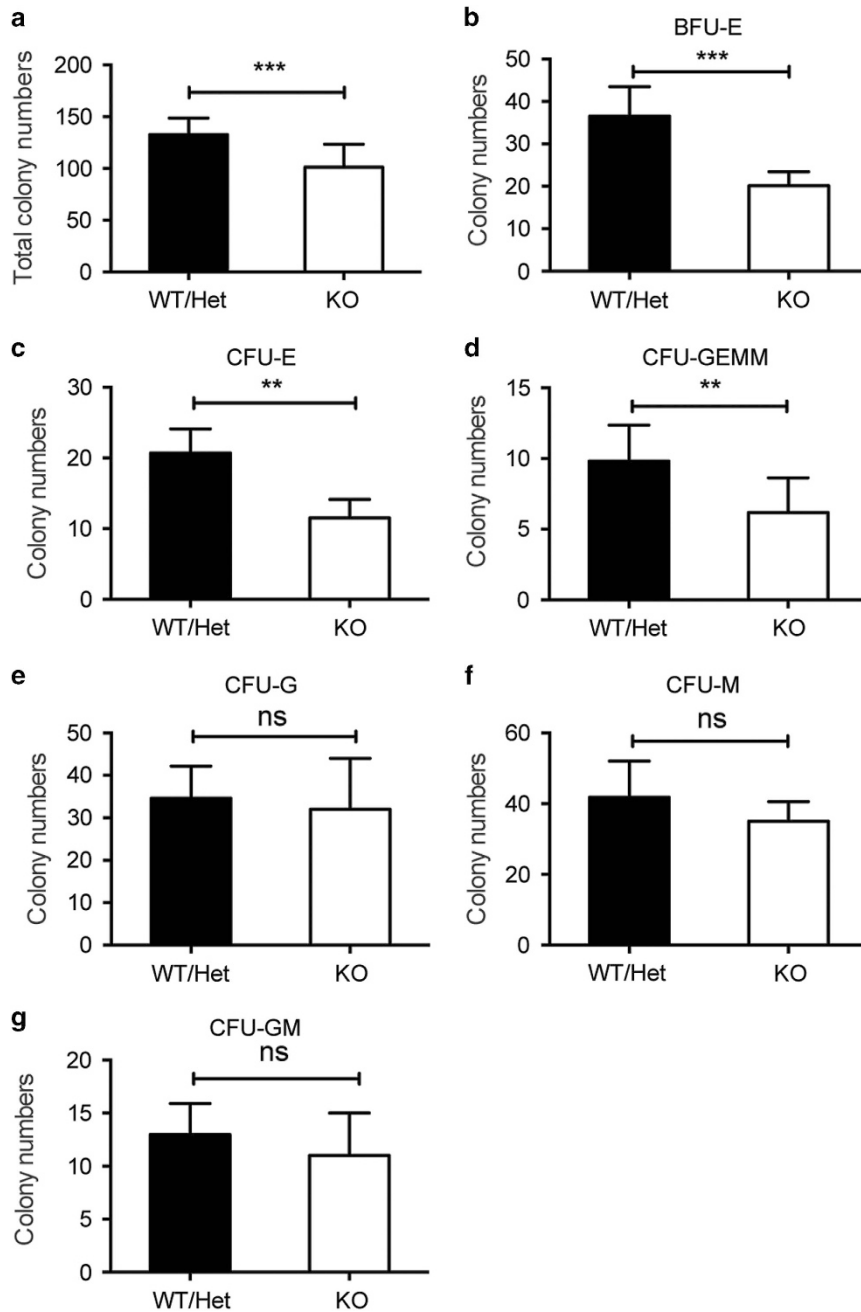 a
Total colony numbers
200
150
100
50
0
***
WT/Het KO
b
BFU-E
Colony numbers
50
40
30
20
10
0
***
WT/Het KO
c
CFU-E
Colony numbers
30
20
10
0
**
WT/Het KO
d
CFU-GEMM
Colony numbers
15
10
5
0
**
WT/Het KO
e
CFU-G
Colony numbers
50
40
30
20
10
0
ns
WT/Het KO
f
CFU-M
Colony numbers
60
40
20
0
ns
WT/Het KO
g
CFU-GM
Colony numbers
20
15
10
5
0
ns
WT/Het KO